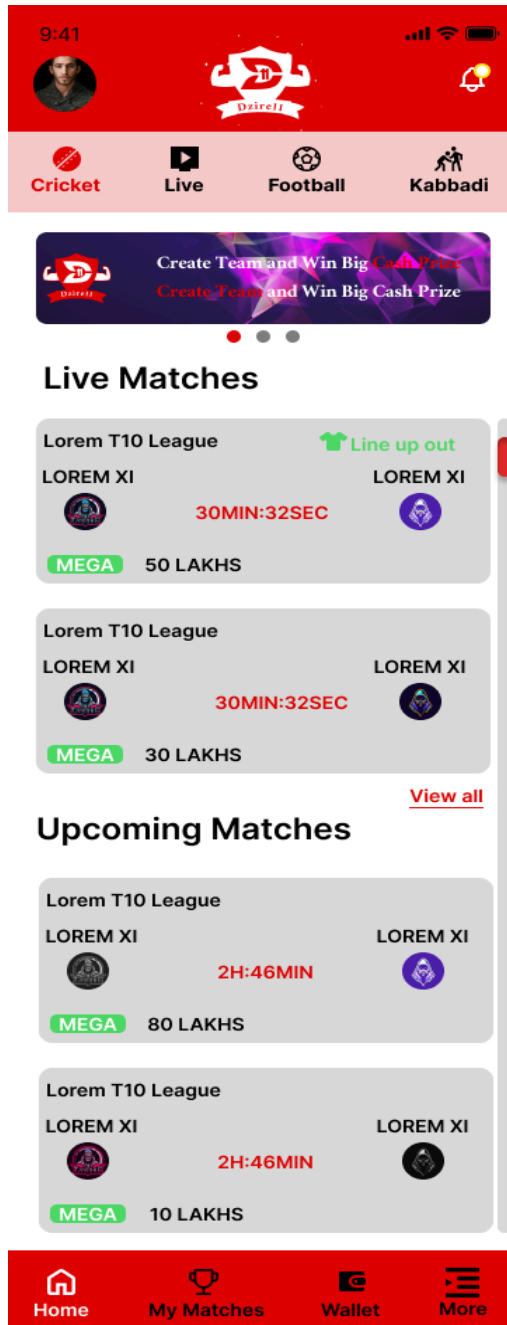 9:41
D11
Dzire11
Cricket Live Football Kabbadi
Create Team and Win Big Cash Prize
Create Team and Win Big Cash Prize
Dzire11
Live Matches
Lorem T10 League Line up out
LOREM XI LOREM XI
30MIN:32SEC
MEGA 50 LAKHS
Lorem T10 League
LOREM XI LOREM XI
30MIN:32SEC
MEGA 30 LAKHS
View all
Upcoming Matches
Lorem T10 League
LOREM XI LOREM XI
2H:46MIN
MEGA 80 LAKHS
Lorem T10 League
LOREM XI LOREM XI
2H:46MIN
MEGA 10 LAKHS
Home My Matches Wallet More